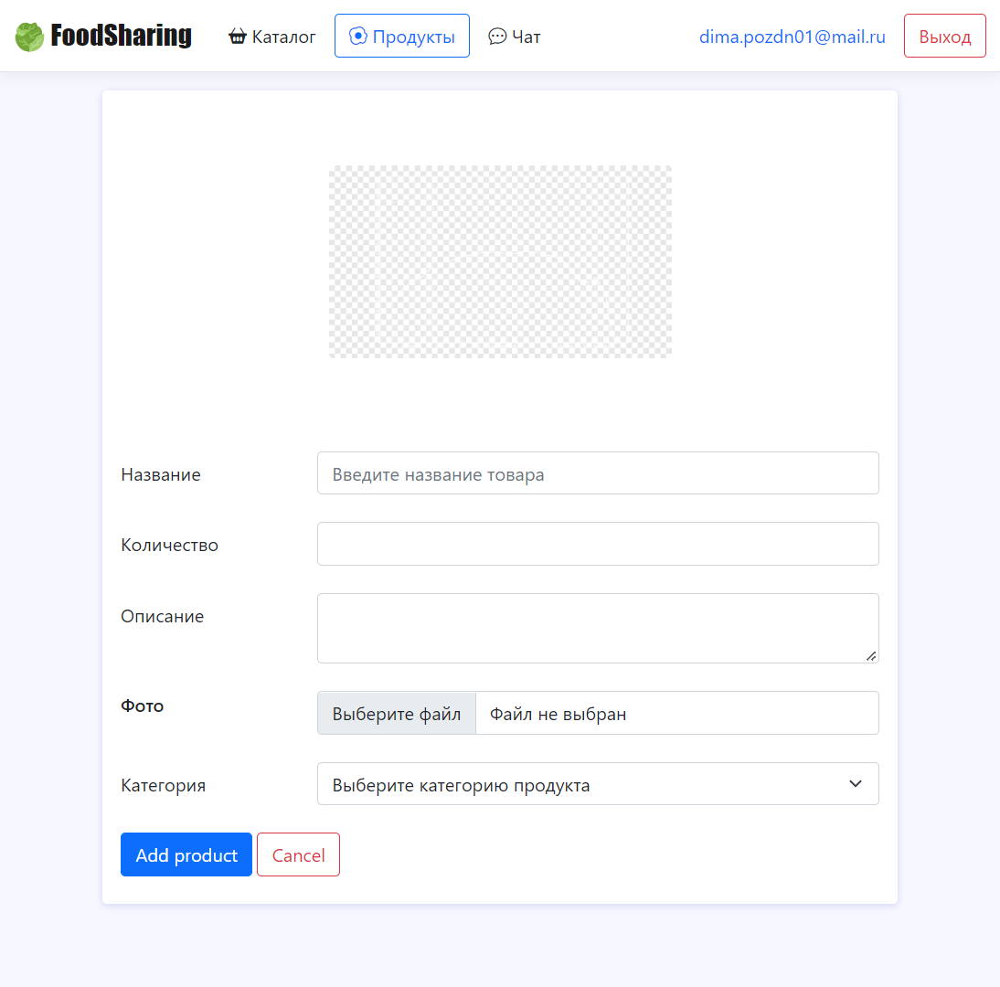 FoodSharing Каталог Продукты Чат dima.pozdn01@mail.ru Выход
Название Введите название товара
Количество
Описание
Фото Выберите файл Файл не выбран
Категория Выберите категорию продукта
Add product Cancel